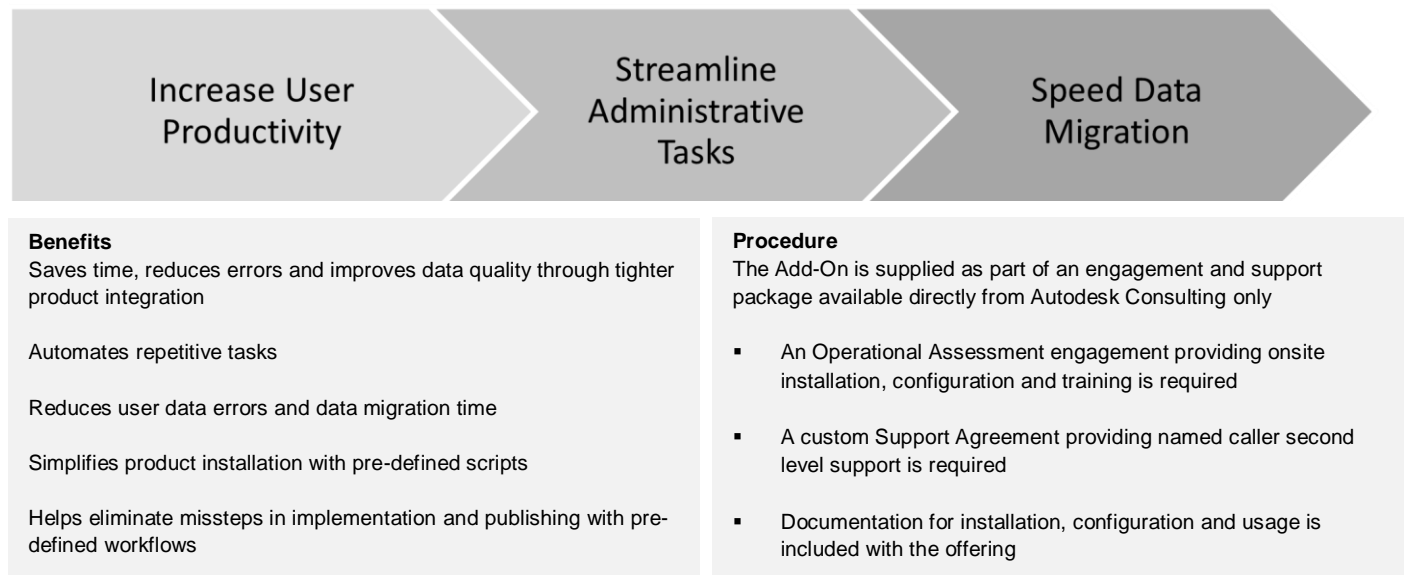 Increase User
Productivity
Streamline
Administrative
Tasks
Speed Data
Migration
Benefits
Saves time, reduces errors and improves data quality through tighter
product integration
Automates repetitive tasks
Reduces user data errors and data migration time
Simplifies product installation with pre-defined scripts
Helps eliminate missteps in implementation and publishing with pre-
defined workflows
Procedure
The Add-On is supplied as part of an engagement and support
package available directly from Autodesk Consulting only
▪ An Operational Assessment engagement providing onsite
installation, configuration and training is required
▪ A custom Support Agreement providing named caller second
level support is required
▪ Documentation for installation, configuration and usage is
included with the offering